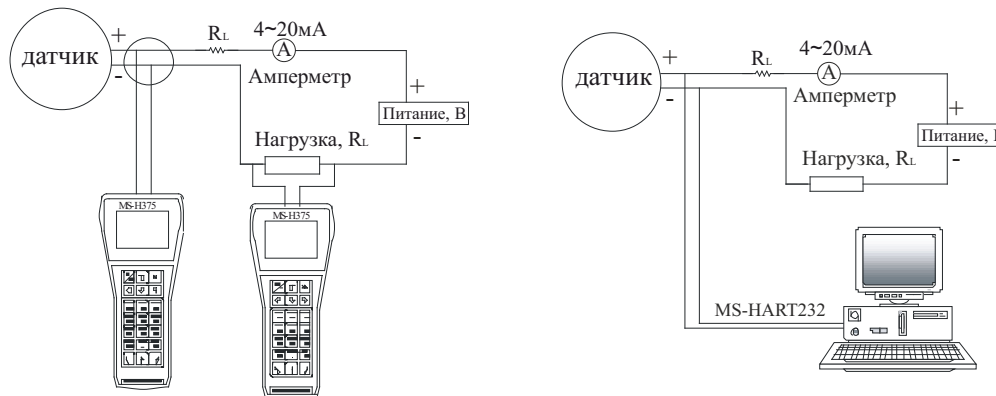 датчик
+
-
RL
4~20мА
А
Амперметр
+
Питание, В
-
Нагрузка, RL
MS-H375
MS-H375
датчик
+
-
RL
4~20мА
А
Амперметр
+
Питание,
-
Нагрузка, RL
MS-HART232